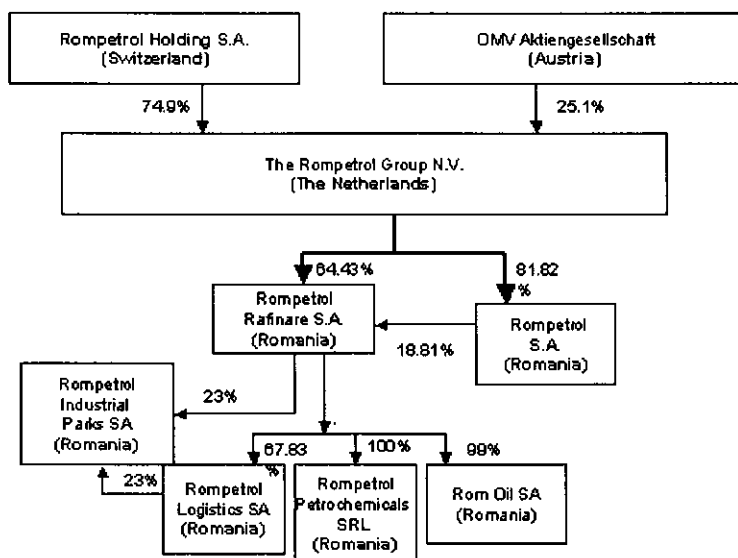 Rompetrol Holding S.A.
(Switzerland)
OMV Aktiengesellschaft
(Austria)
74.9%
25.1%
The Rompetrol Group N.V.
(The Netherlands)
64.43%
81.82
%
Rompetrol
Rafinare S.A.
(Romania)
Rompetrol
S.A.
(Romania)
18.81%
Rompetrol
Industrial
Parks SA
(Romania)
23%
67.83
%
100%
99%
23%
Rompetrol
Logistics SA
(Romania)
Rompetrol
Petrochemicals
SRL
(Romania)
Rom Oil SA
(Romania)